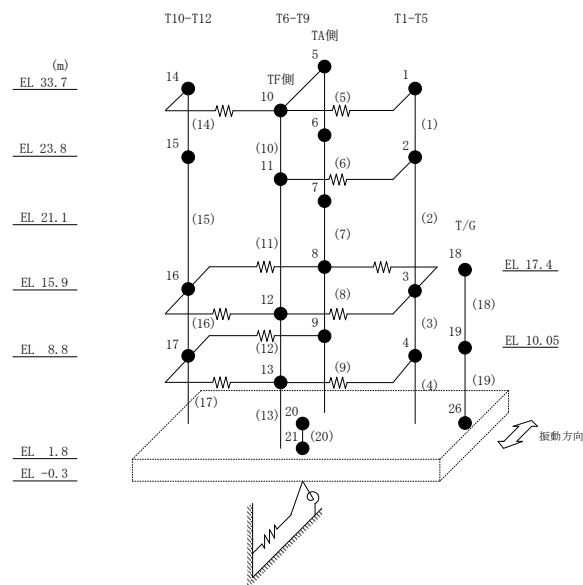 T10-T12 T6-T9 T1-T5
TA側
(m) 5
EL 33.7 14 TF側 1
10 (5)
(14) 6 (1)
EL 23.8 15 (10) 2
11 (6)
7
EL 21.1 (15) (7) (2) T/G
(11) 8 18 EL 17.4
EL 15.9 16 12 (8) 3
(16) 9 (3) (18)
EL 8.8 17 (12) 4 19 EL 10.05
13 (9) (4) (19)
(17) (13) 20 26
21 (20) 振動方向
EL 1.8
EL -0.3